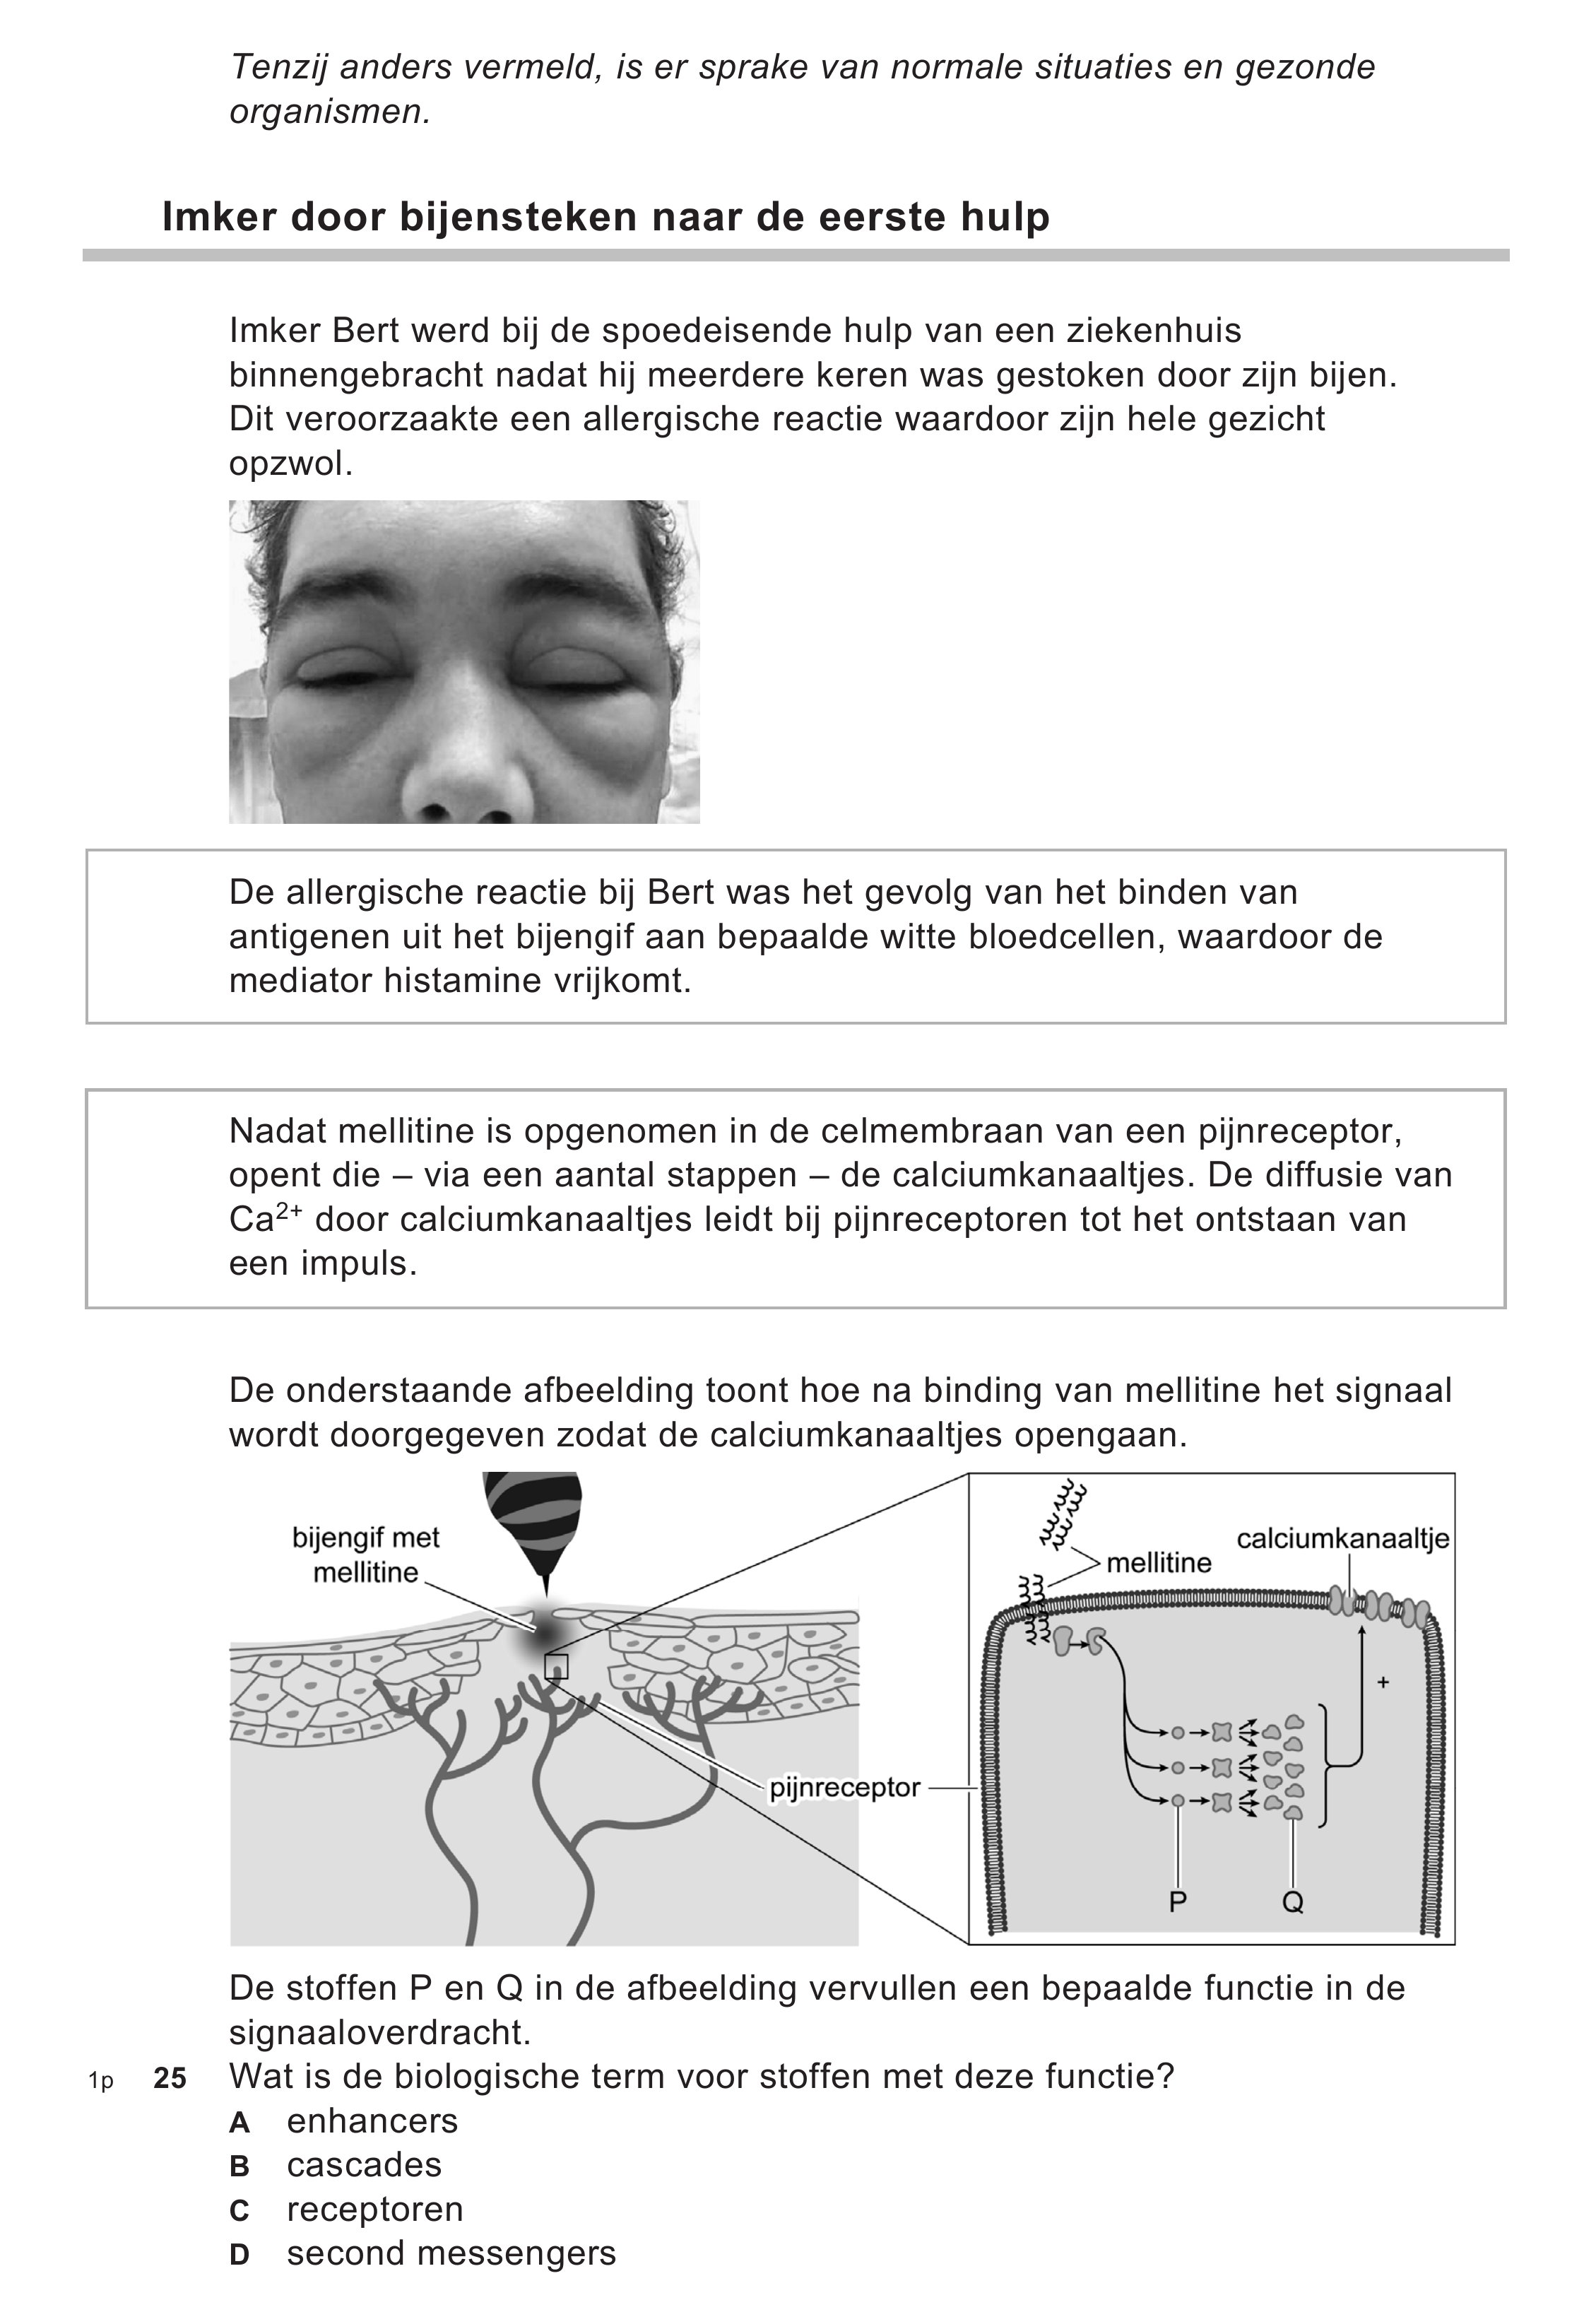 Tenzij anders vermeld, is er sprake van normale situaties en gezonde
organismen.
Imker door bijensteken naar de eerste hulp
Imker Bert werd bij de spoedeisende hulp van een ziekenhuis
binnengebracht nadat hij meerdere keren was gestoken door zijn bijen.
Dit veroorzaakte een allergische reactie waardoor zijn hele gezicht
opzwol.
De allergische reactie bij Bert was het gevolg van het binden van
antigenen uit het bijengif aan bepaalde witte bloedcellen, waardoor de
mediator histamine vrijkomt.
Nadat mellitine is opgenomen in de celmembraan van een pijnreceptor,
opent die – via een aantal stappen – de calciumkanaaltjes. De diffusie van
Ca²⁺ door calciumkanaaltjes leidt bij pijnreceptoren tot het ontstaan van
een impuls.
De onderstaande afbeelding toont hoe na binding van mellitine het signaal
wordt doorgegeven zodat de calciumkanaaltjes opengaan.
bijengif met
mellitine
calciumkanaaltje
mellitine
+
pijnreceptor
P
Q
De stoffen P en Q in de afbeelding vervullen een bepaalde functie in de
signaaloverdracht.
1p 25 Wat is de biologische term voor stoffen met deze functie?
A enhancers
B cascades
C receptoren
D second messengers